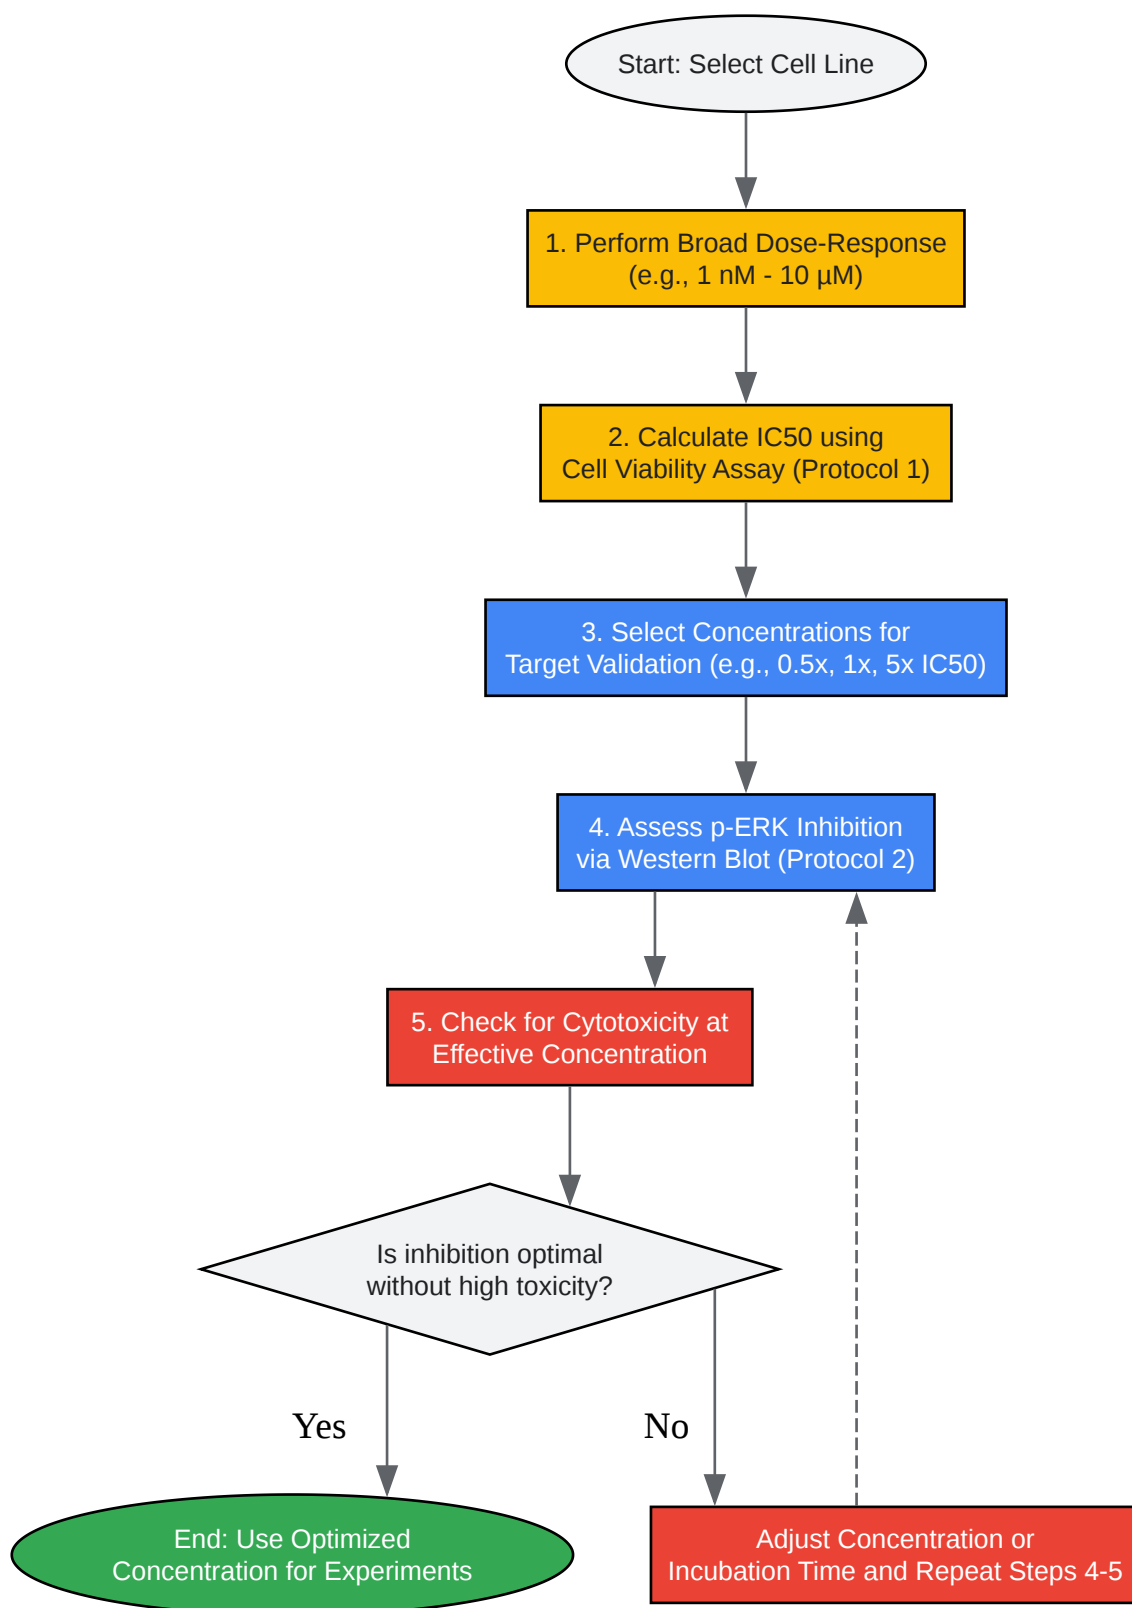 Start: Select Cell Line
1. Perform Broad Dose-Response
(e.g., 1 nM - 10 µM)
2. Calculate IC50 using
Cell Viability Assay (Protocol 1)
3. Select Concentrations for
Target Validation (e.g., 0.5x, 1x, 5x IC50)
4. Assess p-ERK Inhibition
via Western Blot (Protocol 2)
5. Check for Cytotoxicity at
Effective Concentration
Is inhibition optimal
without high toxicity?
Yes
No
End: Use Optimized
Concentration for Experiments
Adjust Concentration or
Incubation Time and Repeat Steps 4-5